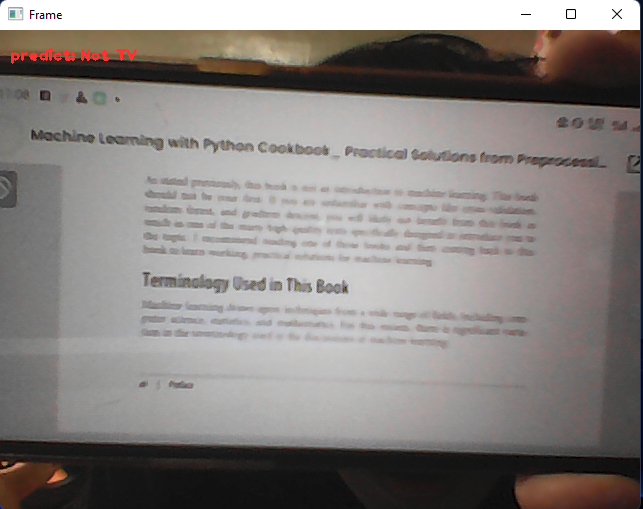 Frame
predict: Not TV
1:08
Machine Learning with Python Cookbook_ Practical Solutions from Preprocessi...
As stated previously, this book is not an introduction to machine learning. This book
should not be your first. If you are unfamiliar with concepts like cross-validation,
random forest, and gradient descent, you will likely not benefit from this book as
much as one of the many high-quality texts specifically designed to introduce you to
the topic. I recommend reading one of those books and then coming back to this
book to learn working, practical solutions for machine learning.
Terminology Used in This Book
Machine learning draws upon techniques from a wide range of fields, including com‐
puter science, statistics, and mathematics. For this reason, there is significant varia‐
tion in the terminology used in the discussions of machine learning:
| Preface